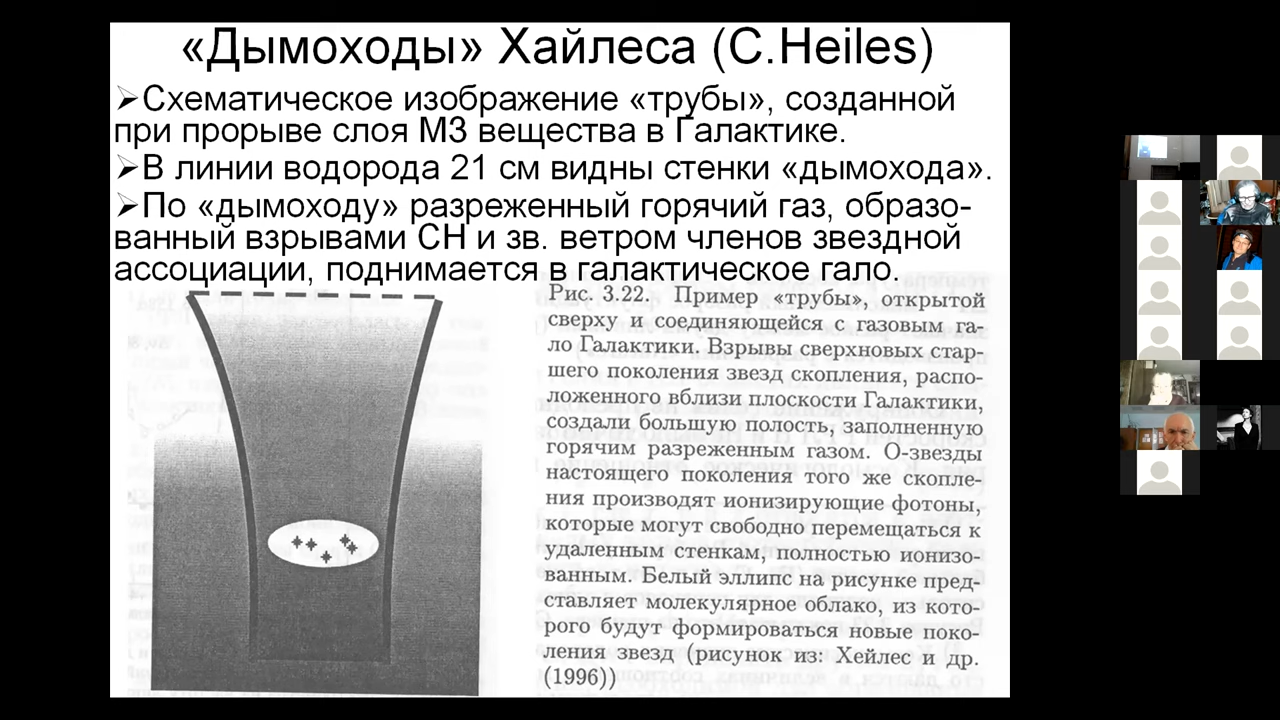 «Дымоходы» Хайлеса (C.Heiles)
➢Схематическое изображение «трубы», созданной
при прорыве слоя МЗ вещества в Галактике.
➢В линии водорода 21 см видны стенки «дымохода».
➢По «дымоходу» разреженный горячий газ, образо-
ванный взрывами СН и зв. ветром членов звездной
ассоциации, поднимается в галактическое гало.
Рис. 3.22. Пример «трубы», открытой
сверху и соединяющейся с газовым га-
ло Галактики. Взрывы сверхновых стар-
шего поколения звезд скопления, распо-
ложенного вблизи плоскости Галактики,
создали большую полость, заполненную
горячим разреженным газом. О-звезды
настоящего поколения того же скопле-
ния производят ионизирующие фотоны,
которые могут свободно перемещаться к
удаленным стенкам, полностью ионизо-
ванным. Белый эллипс на рисунке пред-
ставляет молекулярное облако, из кото-
рого будут формироваться новые поко-
ления звезд (рисунок из: Хейлес и др.
(1996))